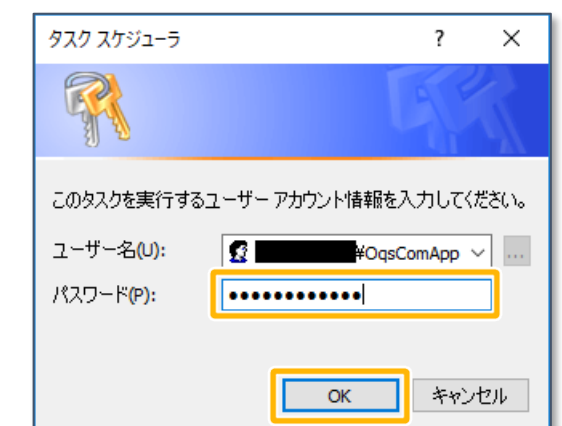 タスク スケジューラ
このタスクを実行するユーザー アカウント情報を入力してください。
ユーザー名(U): ¥OqsComApp
パスワード(P): ●●●●●●●●●●●●
OK キャンセル